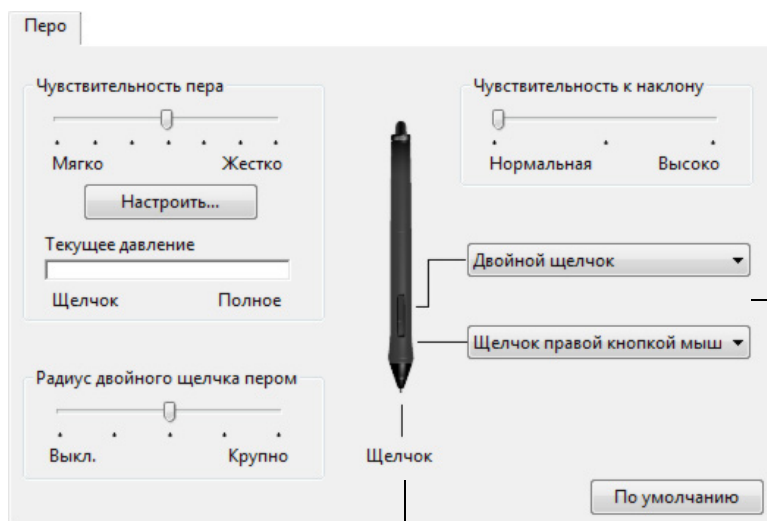 Перо
Чувствительность пера
Мягко Жестко
Настроить...
Текущее давление
Щелчок Полное
Радиус двойного щелчка пером
Выкл. Крупно
Щелчок
Чувствительность к наклону
Нормальная Высоко
Двойной щелчок
Щелчок правой кнопкой мыш
По умолчанию